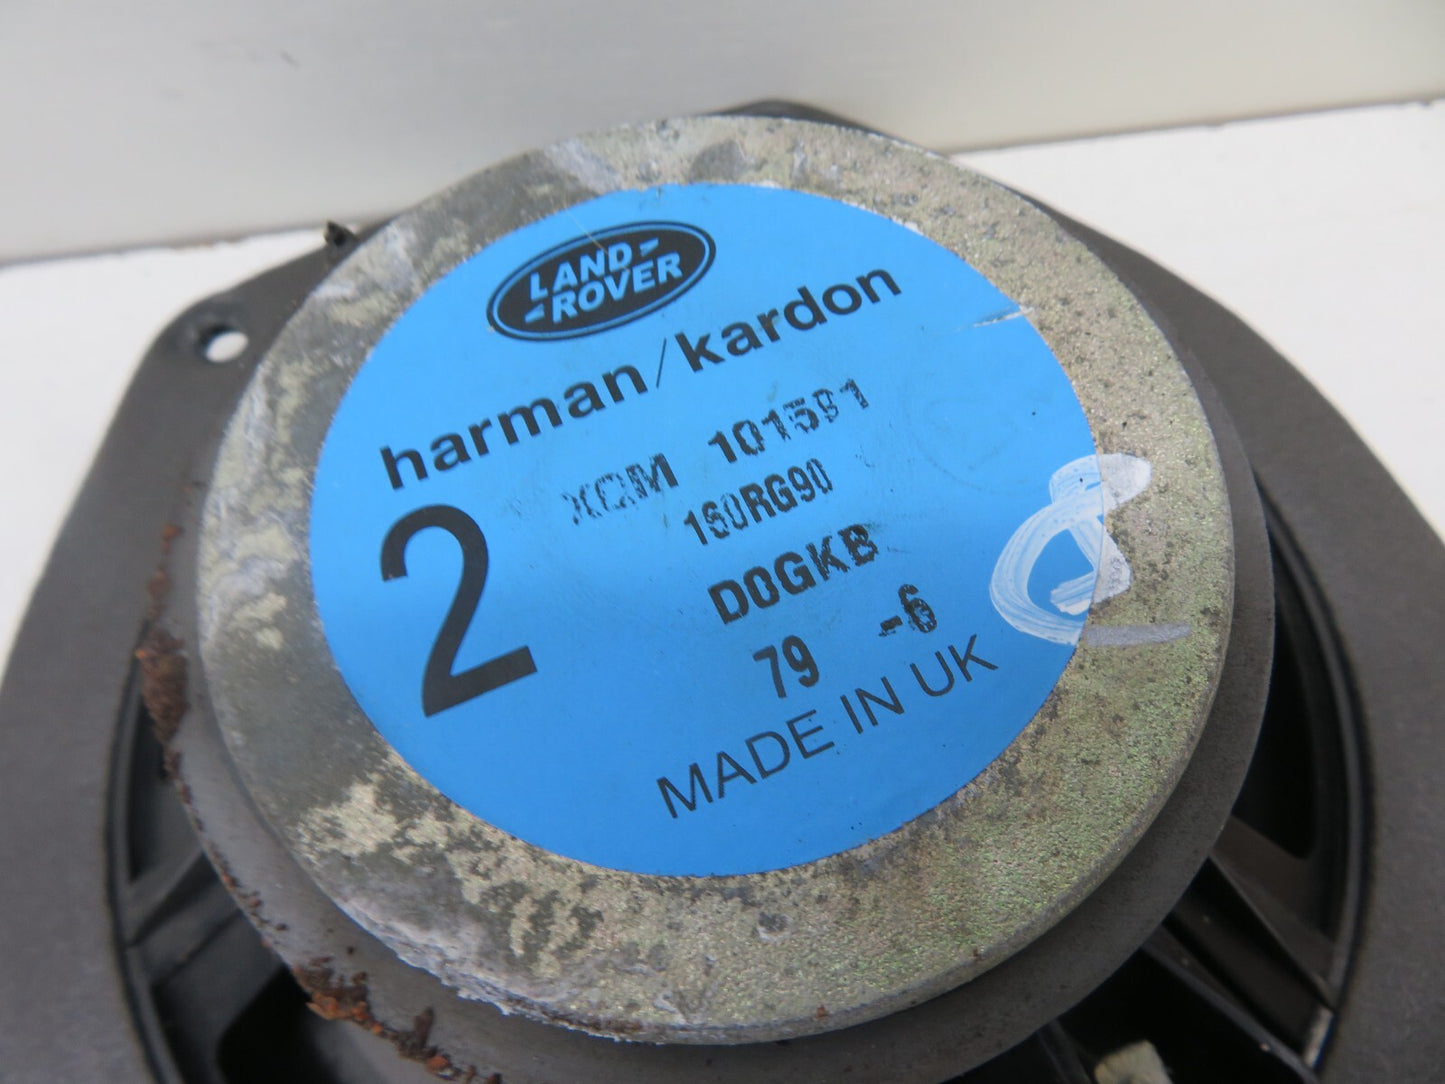 LAND
ROVER
harman/kardon
2
XQM 101591
160RG90
D0GKB
79 -6
MADE IN UK